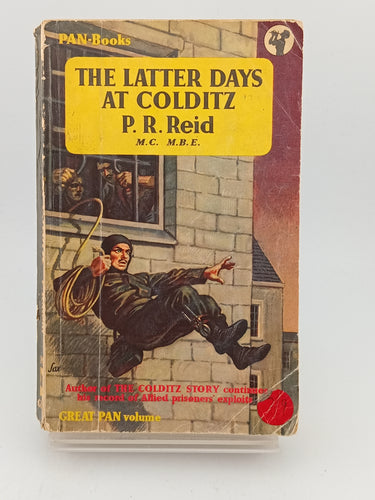 PAN-Books
THE LATTER DAYS
AT COLDITZ
P. R. Reid
M.C. M.B.E.
Sax
Author of THE COLDITZ STORY continues
his record of Allied prisoners' exploits
GREAT PAN volume